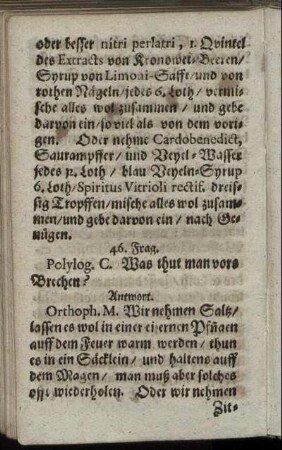 oder besser nitri perlatri, 1. Qvintel
des Extracts von Kronowet-Beeren/
Syrup von Limoni-Safft/und von
rothen Nägeln/jedes 6. Loth/ vermi-
sche alles wol zusammen / und gebe
darvon ein/so viel als von dem vori-
gen. Oder nehme Cardobenedict,
Saurampffer/ und Veyel-Wasser
jedes 12. Loth/ blau Veyeln-Syrup
6. Loth/Spiritus Vitrioli rectif. dreis-
sig Tropffen/mische alles wol zusam-
men/und gebe darvon ein/ nach Ge-
nügen.
46. Frag.
Polylog. C. Was thut man vors
Brechen?
Antwort.
Orthoph. M. Wir nehmen Saltz/
lassen es wol in einer eisernen Pfañen
auff dem Feuer warm werden/ thun
es in ein Säcklein/ und haltens auff
dem Magen/ man muß aber solches
offt wiederholen. Oder wir nehmen
Zit-